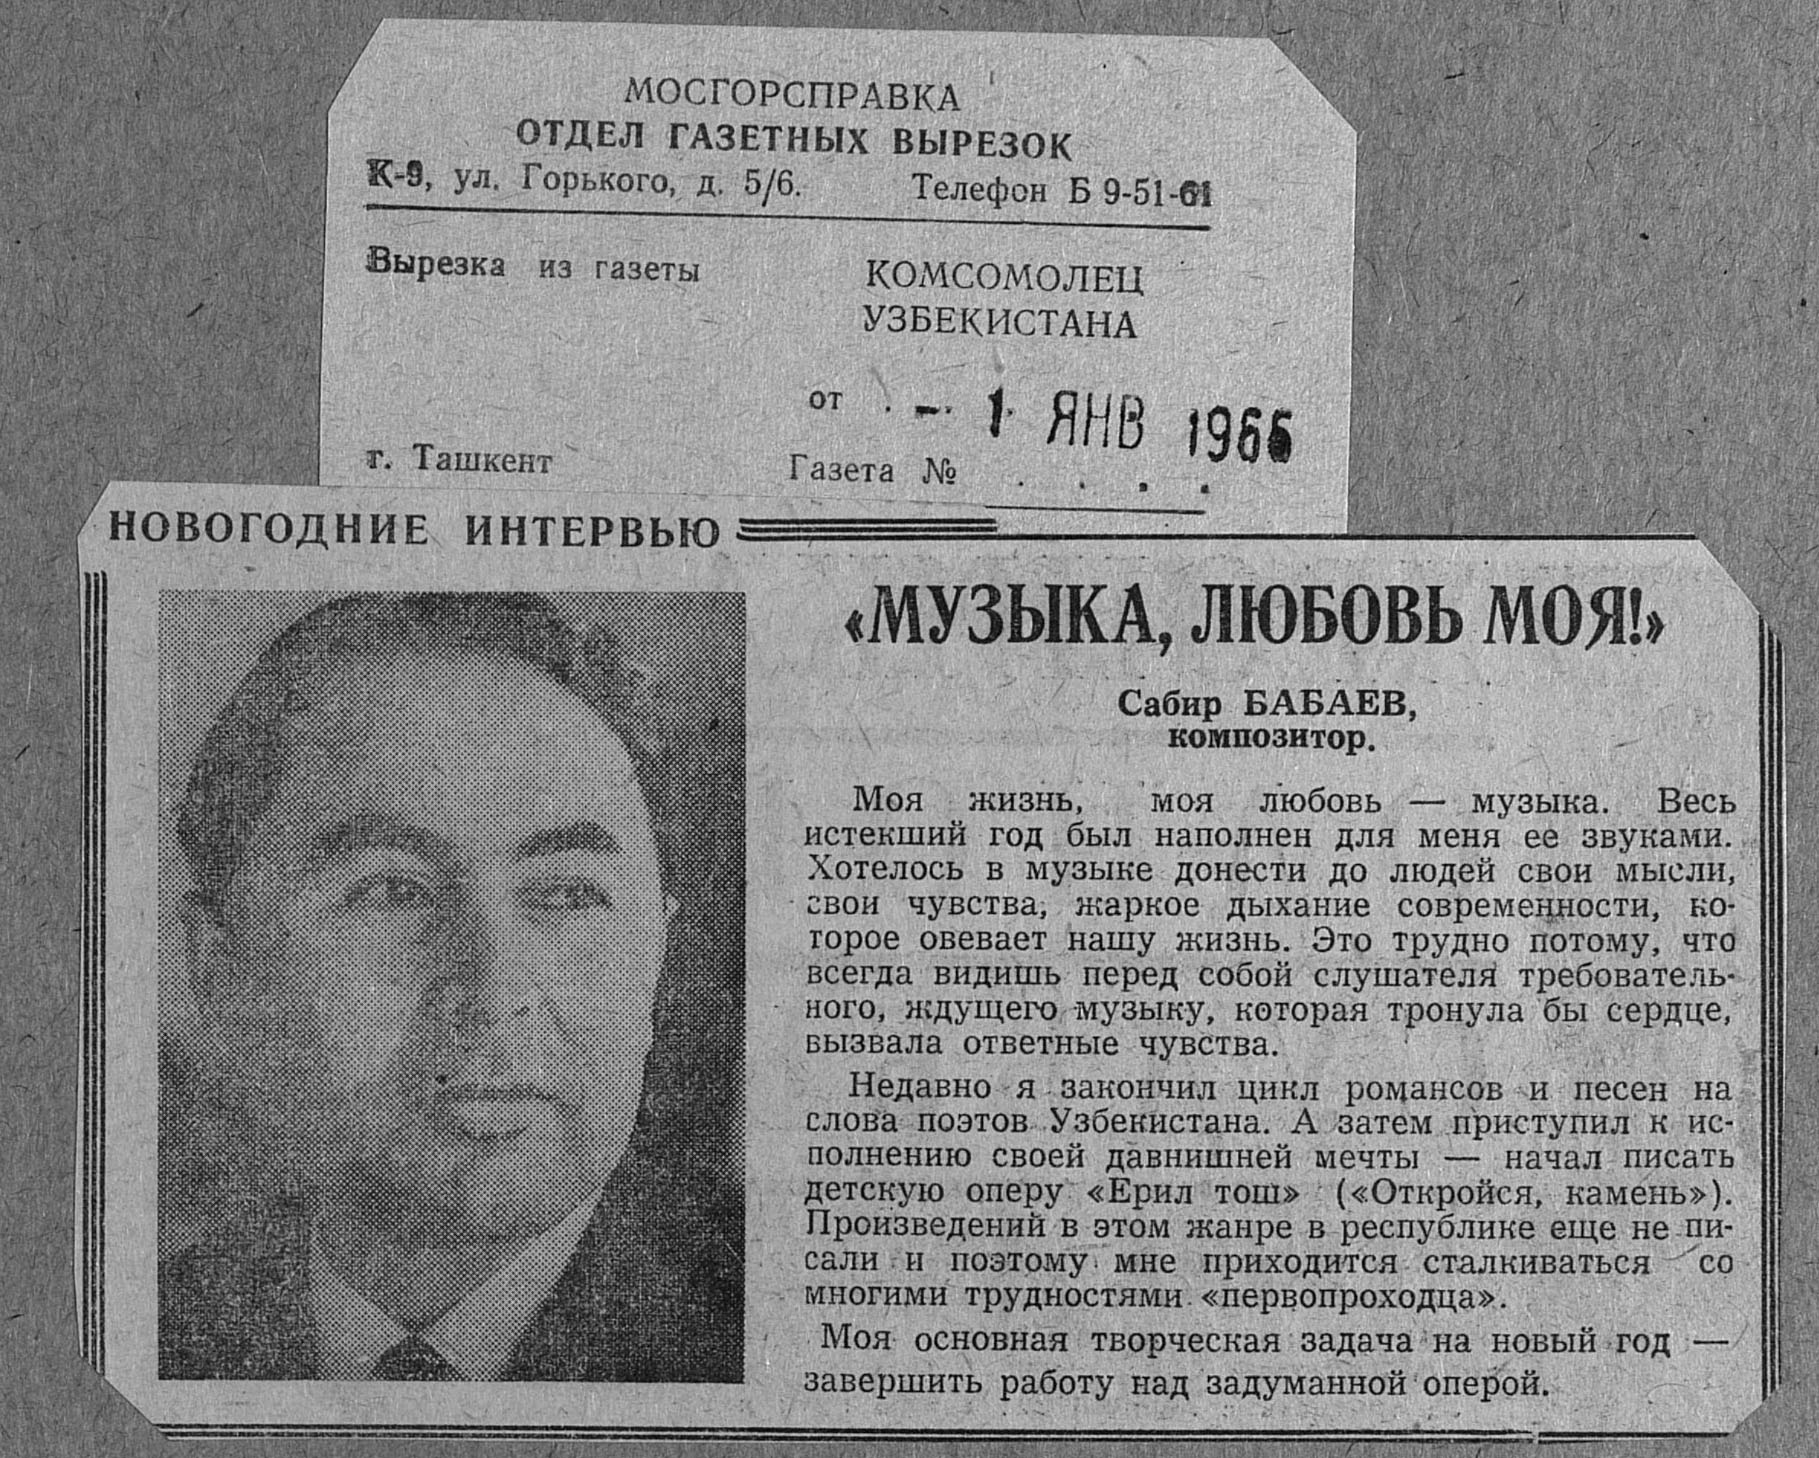 МОСГОРСПРАВКА
ОТДЕЛ ГАЗЕТНЫХ ВЫРЕЗОК
К-9, ул. Горького, д. 5/6. Телефон Б 9-51-61
Вырезка из газеты КОМСОМОЛЕЦ
УЗБЕКИСТАНА
от . - 1 ЯНВ 1966
г. Ташкент Газета № . . . .
НОВОГОДНИЕ ИНТЕРВЬЮ
«МУЗЫКА, ЛЮБОВЬ МОЯ!»
Сабир БАБАЕВ,
композитор.
Моя жизнь, моя любовь — музыка. Весь
истекший год был наполнен для меня ее звуками.
Хотелось в музыке донести до людей свои мысли,
свои чувства, жаркое дыхание современности, ко-
торое овевает нашу жизнь. Это трудно потому, что
всегда видишь перед собой слушателя требователь-
ного, ждущего музыку, которая тронула бы сердце,
вызвала ответные чувства.
Недавно я закончил цикл романсов и песен на
слова поэтов Узбекистана. А затем приступил к ис-
полнению своей давнишней мечты — начал писать
детскую оперу «Ерил тош» («Откройся, камень»).
Произведений в этом жанре в республике еще не пи-
сали и поэтому мне приходится сталкиваться со
многими трудностями «первопроходца».
Моя основная творческая задача на новый год —
завершить работу над задуманной оперой.